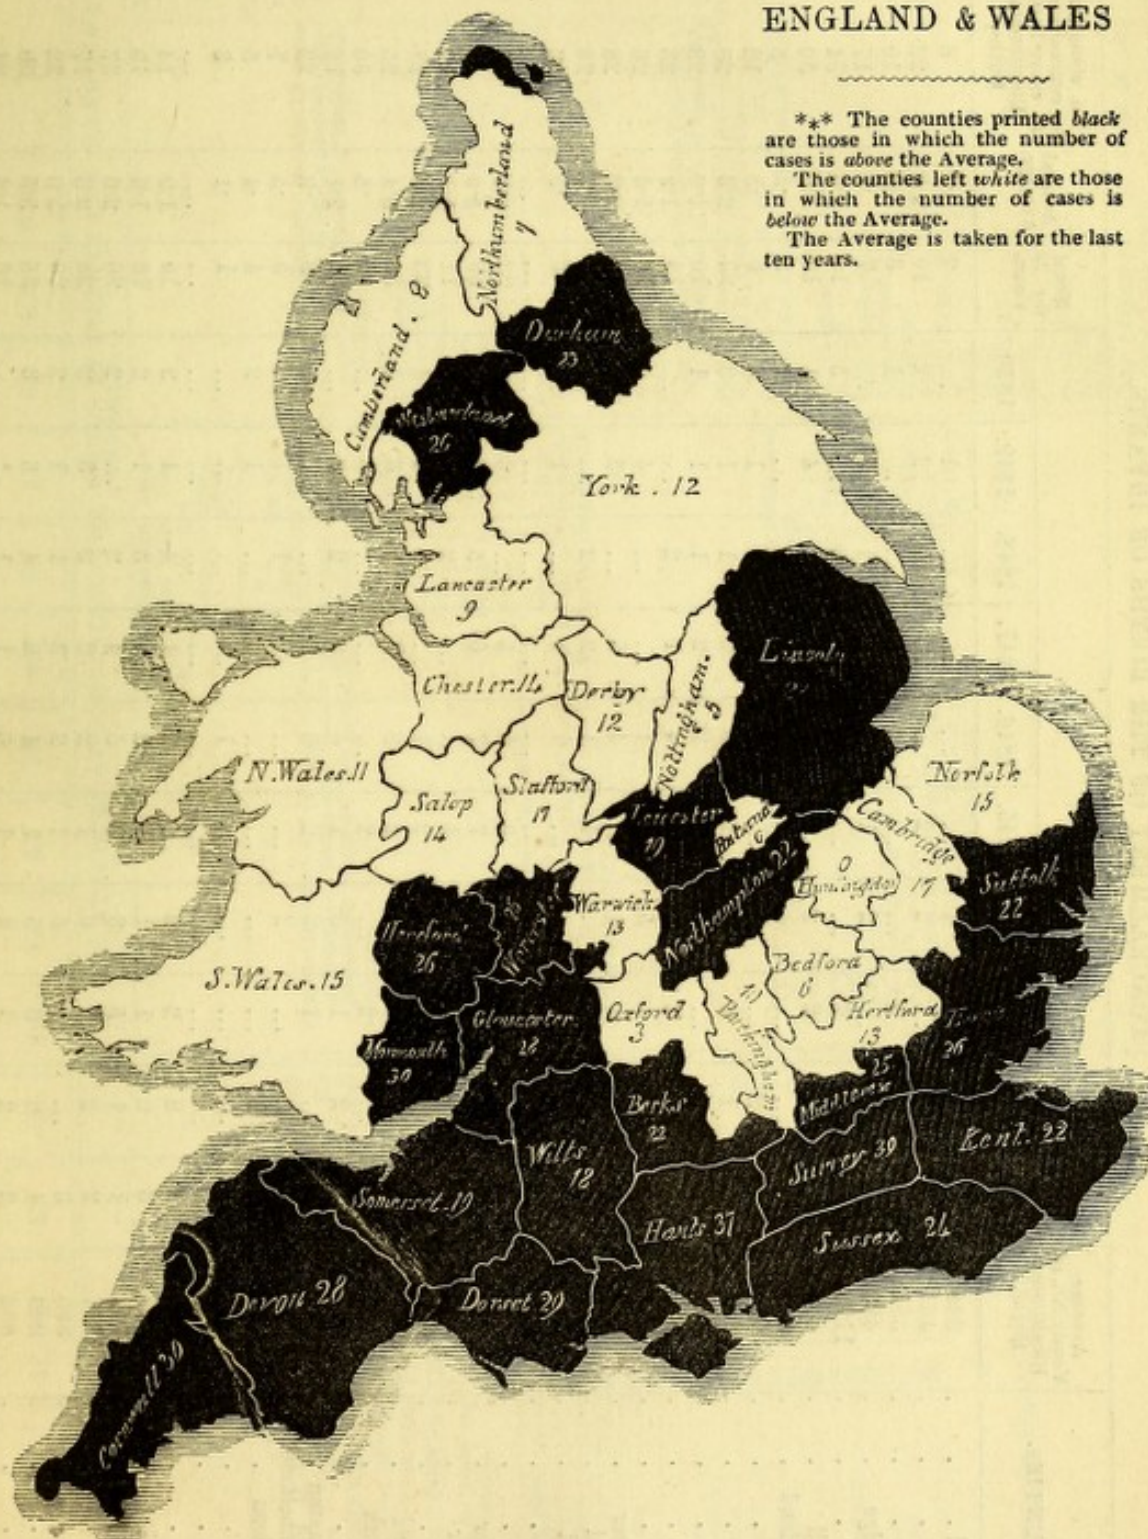 ENGLAND & WALES
*⁎* The counties printed black
are those in which the number of
cases is above the Average.
The counties left white are those
in which the number of cases is
below the Average.
The Average is taken for the last
ten years.
Northumberland
7
Durham
Cumberland. 8
Westmorland
26
York. 12
Lancaster
9
Lincoln
Chester. 14
Derby
12
Nottingham.
5
N. Wales. 11
Salop
14
Stafford
17
Norfolk
15
Leicester
19
Rutland
6
Cambridge
17
0
Huntingdon
Suffolk
22
Northampton 22
Warwick
13
Hereford
26
Worcester
S. Wales. 15
Bedford
6
Oxford
3
Buckingham
Hertford
13
Essex
26
Gloucester
28
Monmouth
30
25
Middlesex
Berks
22
Kent. 22
Wilts
18
Surrey 39
Somerset. 19
Hants 37
Sussex 24
Devon 28
Dorset 29
Cornwall 30